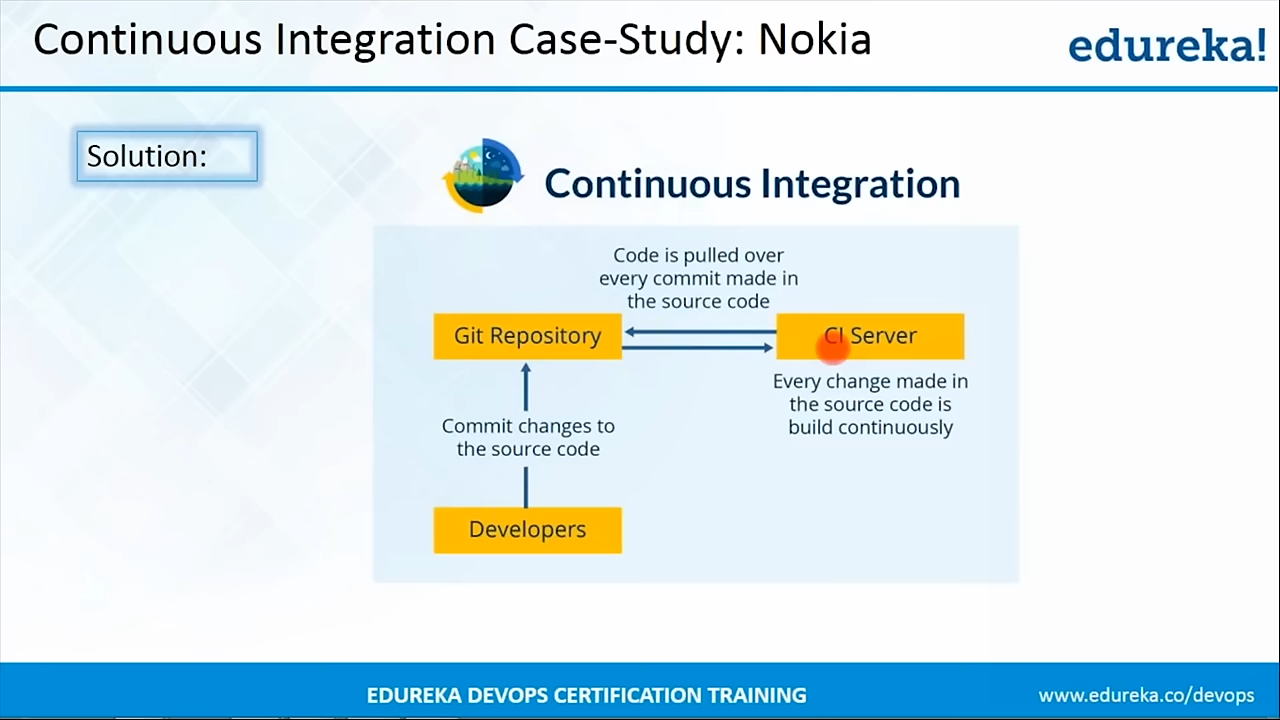 Continuous Integration Case-Study: Nokia
edureka!
Solution:
Continuous Integration
Code is pulled over
every commit made in
the source code
Git Repository
CI Server
Every change made in
the source code is
build continuously
Commit changes to
the source code
Developers
EDUREKA DEVOPS CERTIFICATION TRAINING
www.edureka.co/devops